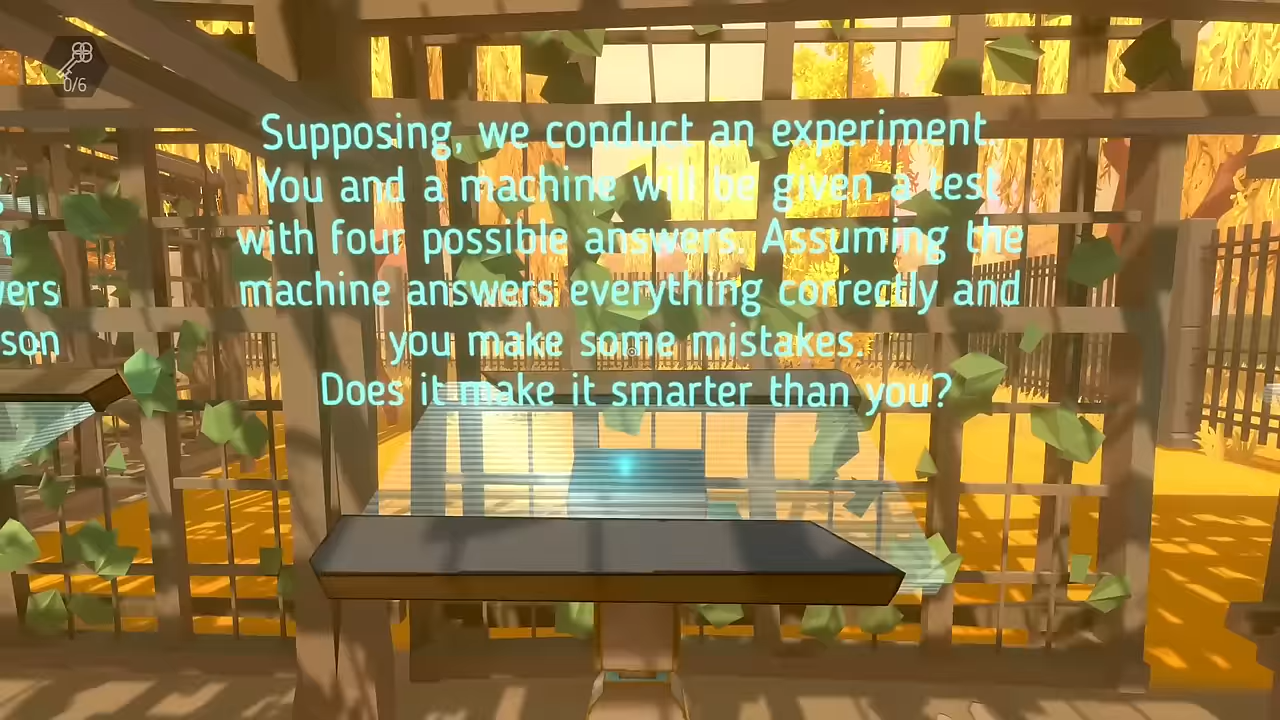 0/6
Supposing, we conduct an experiment.
You and a machine will be given a test
with four possible answers. Assuming the
machine answers everything correctly and
you make some mistakes.
Does it make it smarter than you?
son